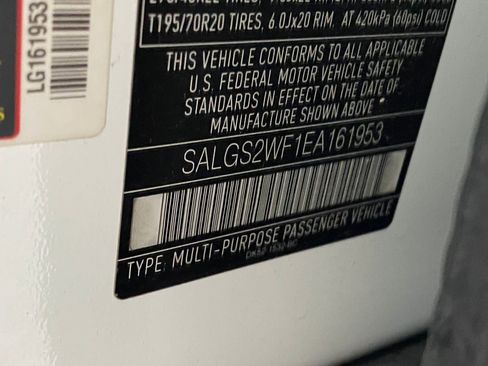 T195/70R20 TIRES, 6.0Jx20 RIM, AT 420kPa (60psi) COLD
THIS VEHICLE CONFORMS TO ALL APPLICABLE
U.S. FEDERAL MOTOR VEHICLE SAFETY
STANDARDS IN EFFECT ON THE DATE OF
MANUFACTURE SHOWN ABOVE.
SALGS2WF1EA161953
TYPE: MULTI-PURPOSE PASSENGER VEHICLE
LG161953